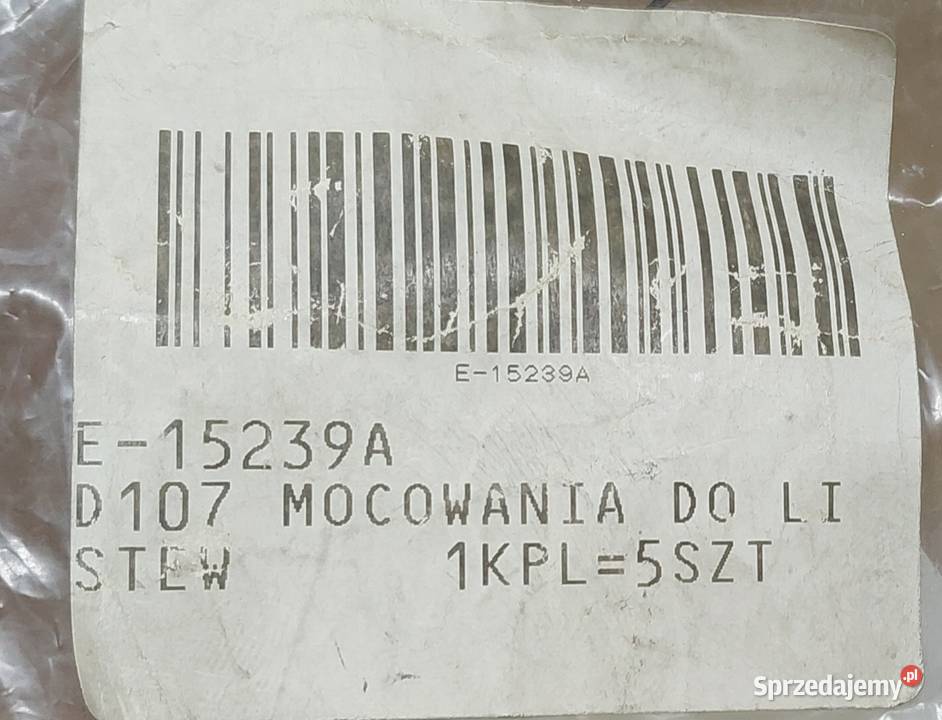 E-15239A
E-15239A
D107 MOCOWANIA DO LI
STEW 1KPL=5SZT
Sprzedajemy.pl